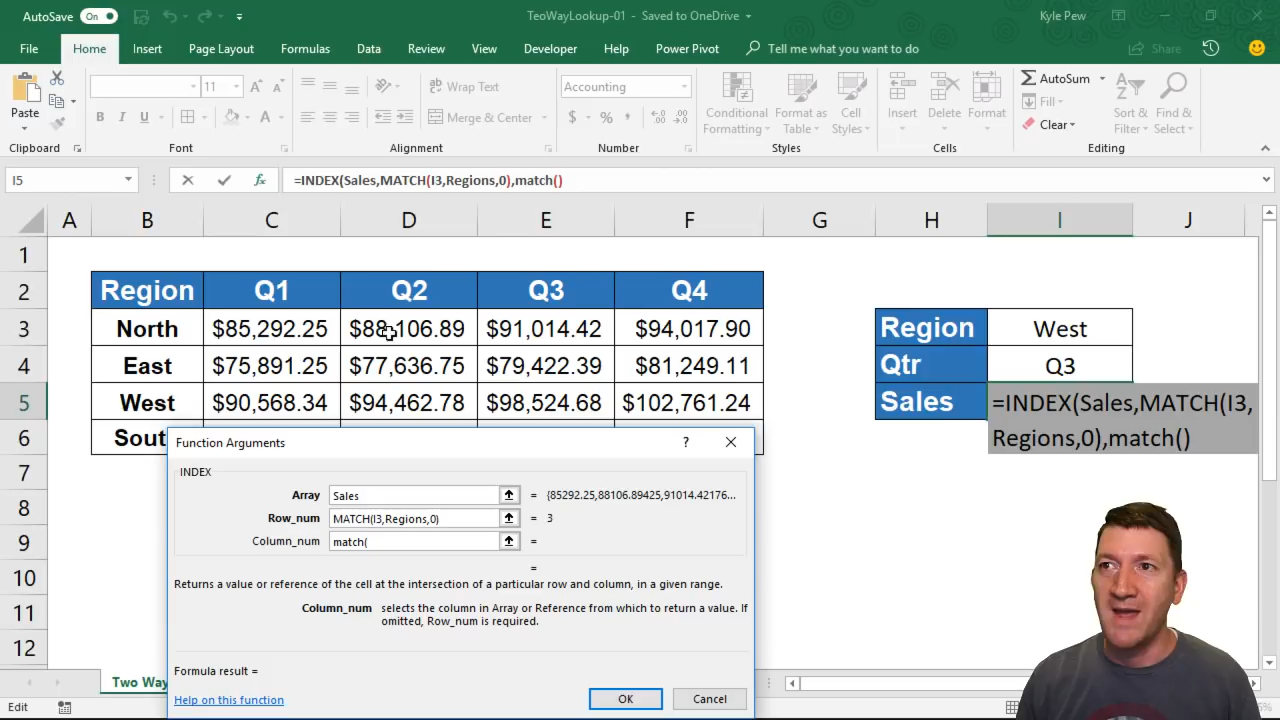 AutoSave On
TeoWayLookup-01 - Saved to OneDrive
Kyle Pew
File Home Insert Page Layout Formulas Data Review View Developer Help Power Pivot Tell me what you want to do Share
Paste
Clipboard
11
B I U
Font
Wrap Text
Merge & Center
Alignment
Accounting
$ % ,
Number
Conditional Formatting
Format as Table
Cell Styles
Styles
Insert Delete Format
Cells
AutoSum
Fill
Clear
Sort & Filter
Find & Select
Editing
I5 fx =INDEX(Sales,MATCH(I3,Regions,0),match()
A B C D E F G H I J
1
2 Region Q1 Q2 Q3 Q4
3 North $85,292.25 $88,106.89 $91,014.42 $94,017.90 Region West
4 East $75,891.25 $77,636.75 $79,422.39 $81,249.11 Qtr Q3
5 West $90,568.34 $94,462.78 $98,524.68 $102,761.24 Sales =INDEX(Sales,MATCH(I3,
Regions,0),match()
6 Sout
7
8
9
10
11
12
Function Arguments ?
INDEX
Array Sales = {85292.25,88106.89425,91014.42176...
Row_num MATCH(I3,Regions,0) = 3
Column_num match( =
=
Returns a value or reference of the cell at the intersection of a particular row and column, in a given range.
Column_num selects the column in Array or Reference from which to return a value. If
omitted, Row_num is required.
Formula result =
Help on this function
OK Cancel
Two Way
Edit